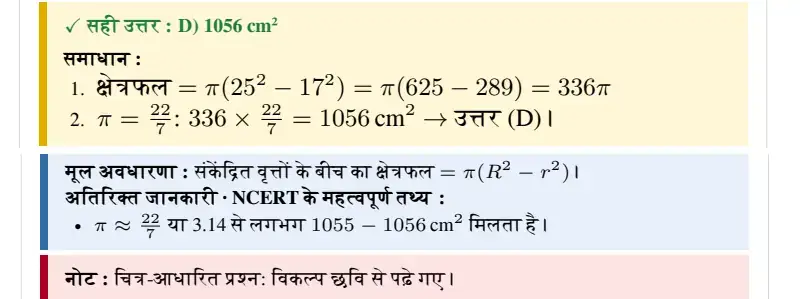 ✓ सही उत्तर : D) 1056 cm²
समाधान :
1. क्षेत्रफल = π(25² − 17²) = π(625 − 289) = 336π
2. π = 22/7: 336 × 22/7 = 1056 cm² → उत्तर (D)।
मूल अवधारणा : संकेंद्रित वृत्तों के बीच का क्षेत्रफल = π(R² − r²)।
अतिरिक्त जानकारी · NCERT के महत्वपूर्ण तथ्य :
• π ≈ 22/7 या 3.14 से लगभग 1055 − 1056 cm² मिलता है।
नोट : चित्र-आधारित प्रश्न: विकल्प छवि से पढ़े गए।